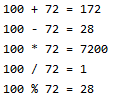 100 + 72 = 172
100 - 72 = 28
100 * 72 = 7200
100 / 72 = 1
100 % 72 = 28